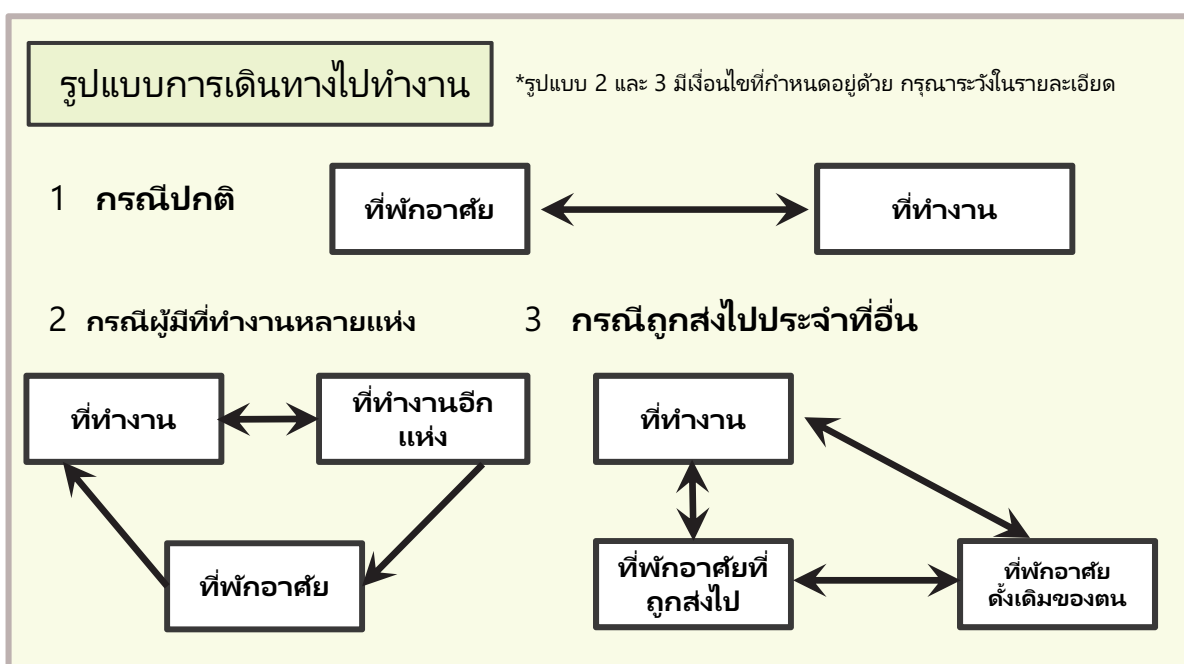 รูปแบบการเดินทางไปทำงาน
*รูปแบบ 2 และ 3 มีเงื่อนไขที่กำหนดอยู่ด้วย กรุณาระวังในรายละเอียด
1 กรณีปกติ
ที่พักอาศัย
ที่ทำงาน
2 กรณีผู้มีที่ทำงานหลายแห่ง
ที่ทำงาน
ที่ทำงานอีก
แห่ง
ที่พักอาศัย
3 กรณีถูกส่งไปประจำที่อื่น
ที่ทำงาน
ที่พักอาศัยที่
ถูกส่งไป
ที่พักอาศัย
ดั้งเดิมของตน